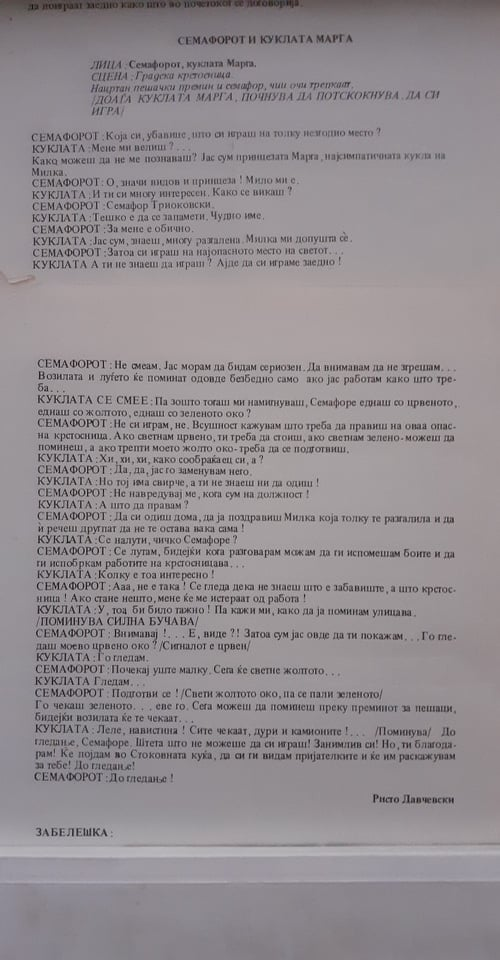 да повраат заедно како што во почетокот се договорија.
СЕМАФОРОТ И КУКЛАТА МАРГА
ЛИЦА : Семафорот, куклата Марга.
СЦЕНА : Градска крстосница.
Нацртан пешачки премин и семафор, чии очи трепкаат.
/ДОАЃА КУКЛАТА МАРГА, ПОЧНУВА ДА ПОТСКОКНУВА. ДА СИ
ИГРА/
СЕМАФОРОТ : Која си, убавице, што си играш на толку незгодно место ?
КУКЛАТА : Мене ми велиш ? . . .
Како можеш да не ме познаваш? Јас сум принцезата Марга, најсимпатичната кукла на
Милка.
СЕМАФОРОТ : О, значи видов и принцеза ! Мило ми е.
КУКЛАТА : И ти си многу интересен. Како се викаш ?
СЕМАФОРОТ : Семафор Триоковски.
КУКЛАТА : Тешко е да се запамети. Чудно име.
СЕМАФОРОТ : За мене е обично.
КУКЛАТА : Јас сум, знаеш, многу разгалена. Милка ми допушта сѐ.
СЕМАФОРОТ : Затоа си играш на најопасното место на светот. . .
КУКЛАТА А ти не знаеш да играш ? Ајде да си играме заедно !
СЕМАФОРОТ : Не смеам. Јас морам да бидам сериозен. Да внимавам да не згрешам. . .
Возилата и луѓето ќе поминат одовде безбедно само ако јас работам како што тре-
ба. . .
КУКЛАТА СЕ СМЕЕ : Па зошто тогаш ми намигнуваш, Семафоре еднаш со црвеното,
еднаш со жолтото, еднаш со зеленото око ?
СЕМАФОРОТ : Не си играм, не. Всушност кажувам што треба да правиш на оваа опас-
на крстосница. Ако светнам црвено, ти треба да стоиш, ако светнам зелено-можеш да
поминеш, а ако трепти моето жолто око-треба да се подготвиш.
КУКЛАТА : Хи, хи, хи, како сообраќаец си, а ?
СЕМАФОРОТ : Да, да, јас го заменувам него.
КУКЛАТА : Но тој има свирче, а ти не знаеш ни да одиш !
СЕМАФОРОТ : Не навредувај ме, кога сум на должност !
КУКЛАТА : А што да правам ?
СЕМАФОРОТ : Да си одиш дома, да ја поздравиш Милка која толку те разгалила и да
ѝ речеш другпат да не те остава вака сама !
КУКЛАТА : Се налути, чичко Семафоре ?
СЕМАФОРОТ : Се лутам, бидејќи кога разговарам можам да ги испомешам боите и да
ги испобркам работите на крстосницава. . .
КУКЛАТА : Колку е тоа интересно !
СЕМАФОРОТ : Ааа, не е така ! Се гледа дека не знаеш што е забавиште, а што крстос-
ница ! Ако стане нешто, мене ќе ме истераат од работа !
КУКЛАТА : У, тоа би било тажно ! Па кажи ми, како да ја поминам улицава.
/ПОМИНУВА СИЛНА БУЧАВА/
СЕМАФОРОТ : Внимавај !. . . Е, виде ?! Затоа сум јас овде да ти покажам. . . Го гле-
даш моево црвено око ? /Сигналот е црвен/
КУКЛАТА : Го гледам.
СЕМАФОРОТ : Почекај уште малку. Сега ќе светне жолтото. . .
КУКЛАТА Гледам. . .
СЕМАФОРОТ : Подготви се ! /Свети жолтото око, па се пали зеленото/
Го чекаш зеленото. . . еве го. Сега можеш да поминеш преку преминот за пешаци,
бидејќи возилата ќе те чекаат. . .
КУКЛАТА : Леле, навистина ! Сите чекаат, дури и камионите !. . . /Поминува/ До
гледање, Семафоре. Штета што не можеше да си играш! Занимлив си! Но, ти благода-
рам! Ќе појдам во Стоковната куќа, да си ги видам пријателките и ќе им раскажувам
за тебе! До гледање!
СЕМАФОРОТ : До гледање !
Ристо Давчевски
ЗАБЕЛЕШКА :